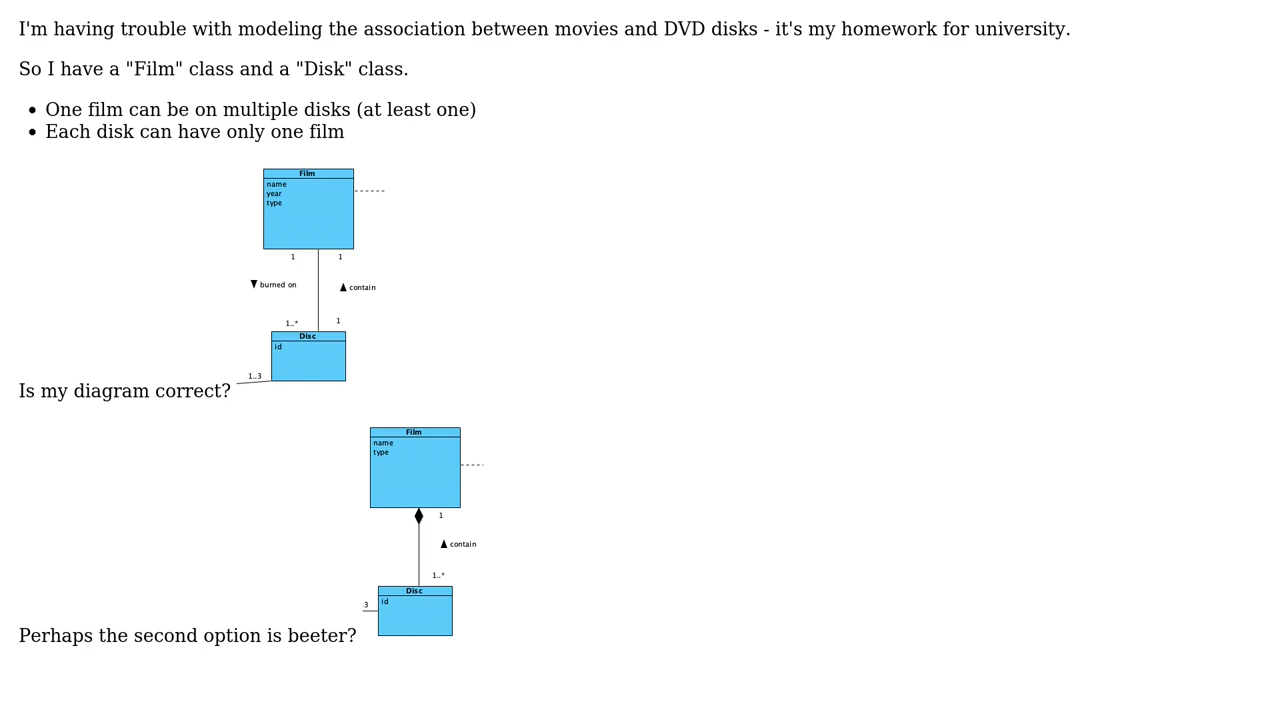 I'm having trouble with modeling the association between movies and DVD disks - it's my homework for university.
So I have a "Film" class and a "Disk" class.
• One film can be on multiple disks (at least one)
• Each disk can have only one film
Film
name
year
type
1 1
▼ burned on ▲ contain
1..* 1
Disc
id
1..3
Is my diagram correct?
Film
name
type
1
▲ contain
1..*
Disc
id
3
Perhaps the second option is beeter?